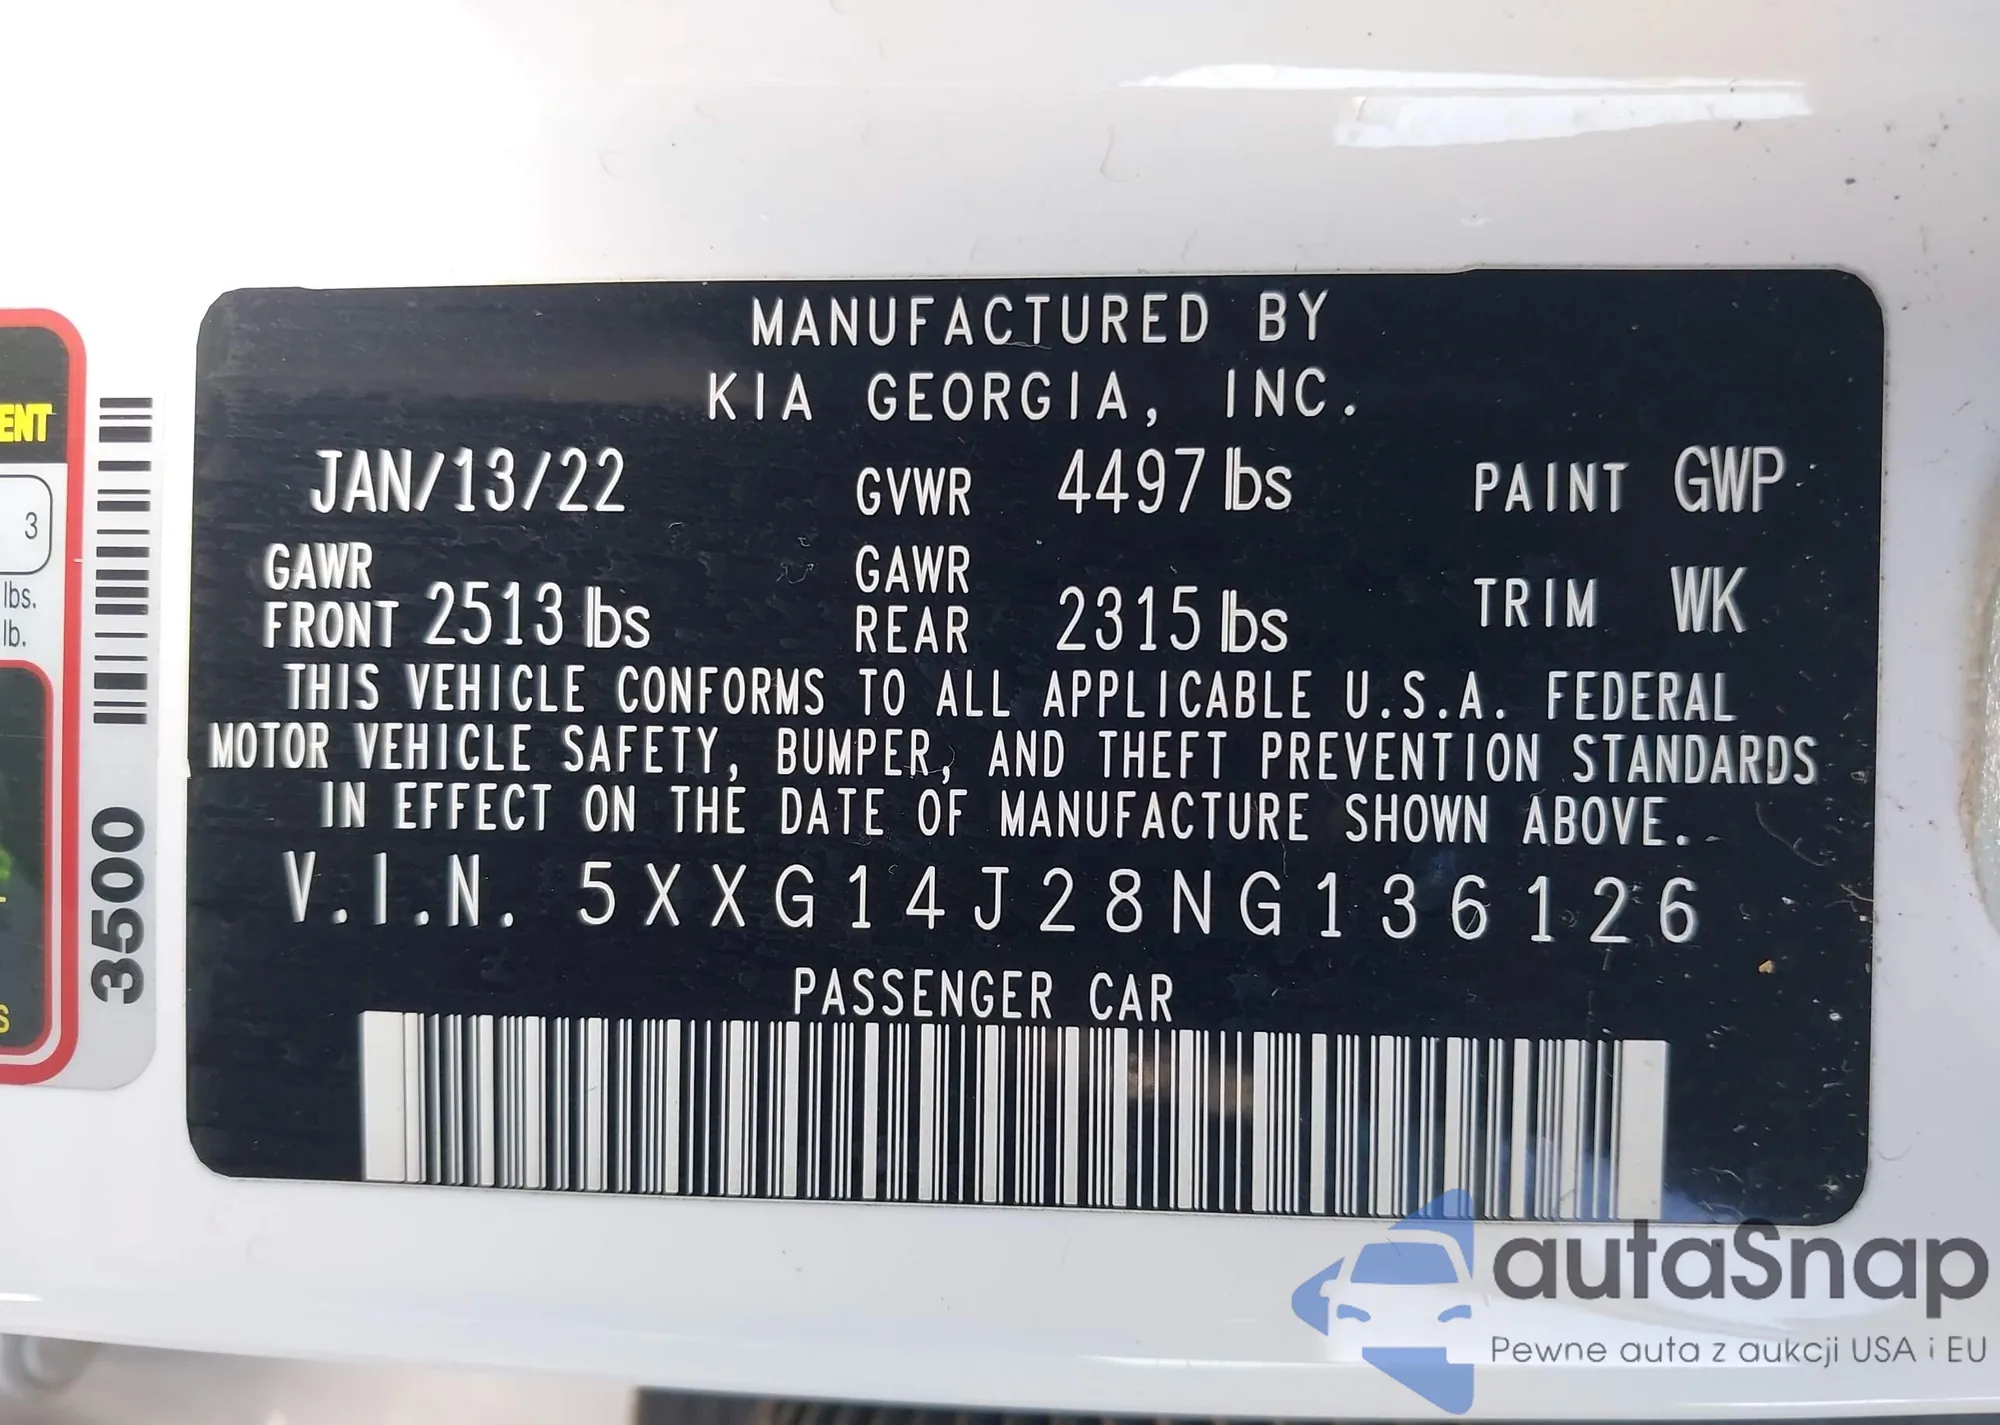 MANUFACTURED BY
KIA GEORGIA, INC.
JAN/13/22 GVWR 4497 lbs PAINT GWP
GAWR FRONT 2513 lbs GAWR REAR 2315 lbs TRIM WK
THIS VEHICLE CONFORMS TO ALL APPLICABLE U.S.A. FEDERAL
MOTOR VEHICLE SAFETY, BUMPER, AND THEFT PREVENTION STANDARDS
IN EFFECT ON THE DATE OF MANUFACTURE SHOWN ABOVE.
V.I.N. 5XXG14J28NG136126
PASSENGER CAR
ENT
3
lbs.
lb.
S
3500
autaSnap
Pewne auta z aukcji USA i EU